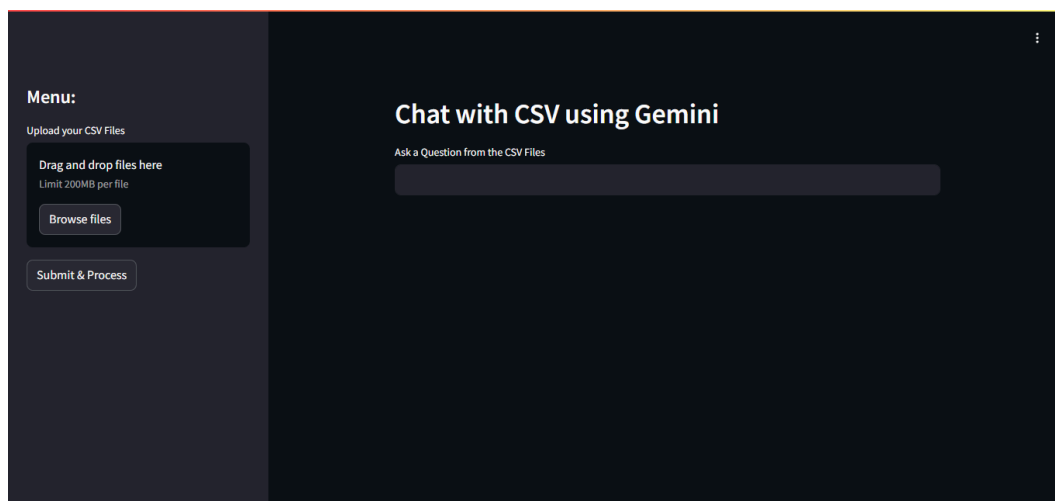 Menu:
Upload your CSV Files
Drag and drop files here
Limit 200MB per file
Browse files
Submit & Process
Chat with CSV using Gemini
Ask a Question from the CSV Files